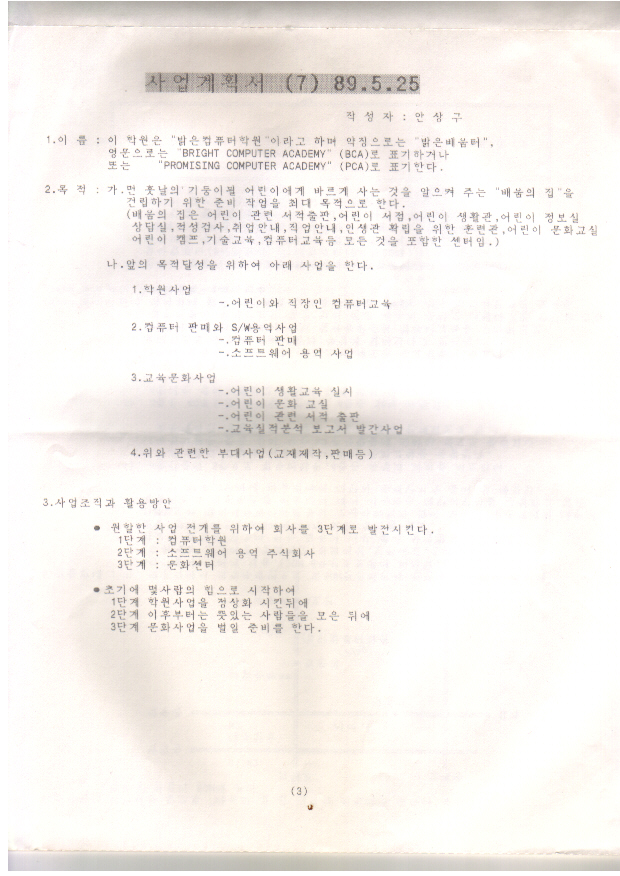 사업계획서 (7) 89.5.25
작성자 : 안상구
1.이 름 : 이 학원은 "밝은컴퓨터학원"이라고 하며 약징으로는 "밝은배움터",
영문으로는 "BRIGHT COMPUTER ACADEMY" (BCA)로 표기하거나
또는 "PROMISING COMPUTER ACADEMY" (PCA)로 표기한다.
2.목 적 : 가.먼 훗날의 기둥이될 어린이에게 바르게 사는 것을 알으켜 주는 "배움의 집"을
건립하기 위한 준비 작업을 최대 목적으로 한다.
(배움의 집은 어린이 관련 서적출판,어린이 서점,어린이 생활관,어린이 정보실
상담실,적성검사,취업안내,직업안내,인생관 확립을 위한 훈련관,어린이 문화교실
어린이 캠프,기술교육,컴퓨터교육등 모든 것을 포함한 센터임.)
나.앞의 목적달성을 위하여 아래 사업을 한다.
1.학원사업
-.어린이와 직장인 컴퓨터교육
2.컴퓨터 판매와 S/W용역사업
-.컴퓨터 판매
-.소프트웨어 용역 사업
3.교육문화사업
-.어린이 생활교육 실시
-.어린이 문화 교실
-.어린이 관련 서적 출판
-.교육실적분석 보고서 발간사업
4.위와 관련한 부대사업(교재제작,판매등)
3.사업조직과 활용방안
● 원할한 사업 전개를 위하여 회사를 3단계로 발전시킨다.
1단계 : 컴퓨터학원
2단계 : 소프트웨어 용역 주식회사
3단계 : 문화센터
●초기에 몇사람의 힘으로 시작하여
1단계 학원사업을 정상화 시킨뒤에
2단계 이후부터는 뜻있는 사람들을 모은 뒤에
3단계 문화사업을 벌일 준비를 한다.
(3)